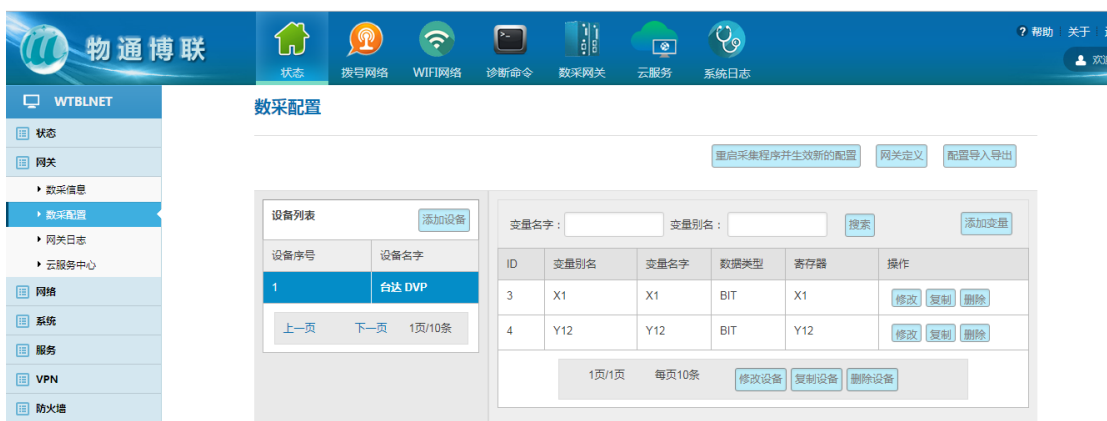 物通博联
状态 拨号网络 WIFI网络 诊断命令 数采网关 云服务 系统日志
? 帮助 关于
WTBLNET
状态
网关
数采信息
数采配置
网关日志
云服务中心
网络
系统
服务
VPN
防火墙
数采配置
重启采集程序并生效新的配置 网关定义 配置导入导出
设备列表 添加设备
设备序号 设备名字
1 台达 DVP
上一页 下一页 1页/10条
变量名字： 变量别名： 搜索 添加变量
ID 变量别名 变量名字 数据类型 寄存器 操作
3 X1 X1 BIT X1 修改 复制 删除
4 Y12 Y12 BIT Y12 修改 复制 删除
1页/1页 每页10条 修改设备 复制设备 删除设备